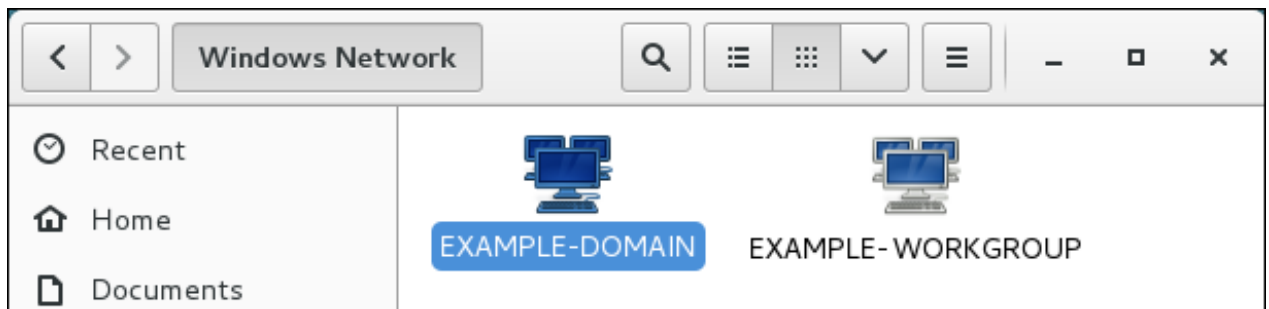 Windows Network
Recent
Home
Documents
EXAMPLE-DOMAIN
EXAMPLE-WORKGROUP